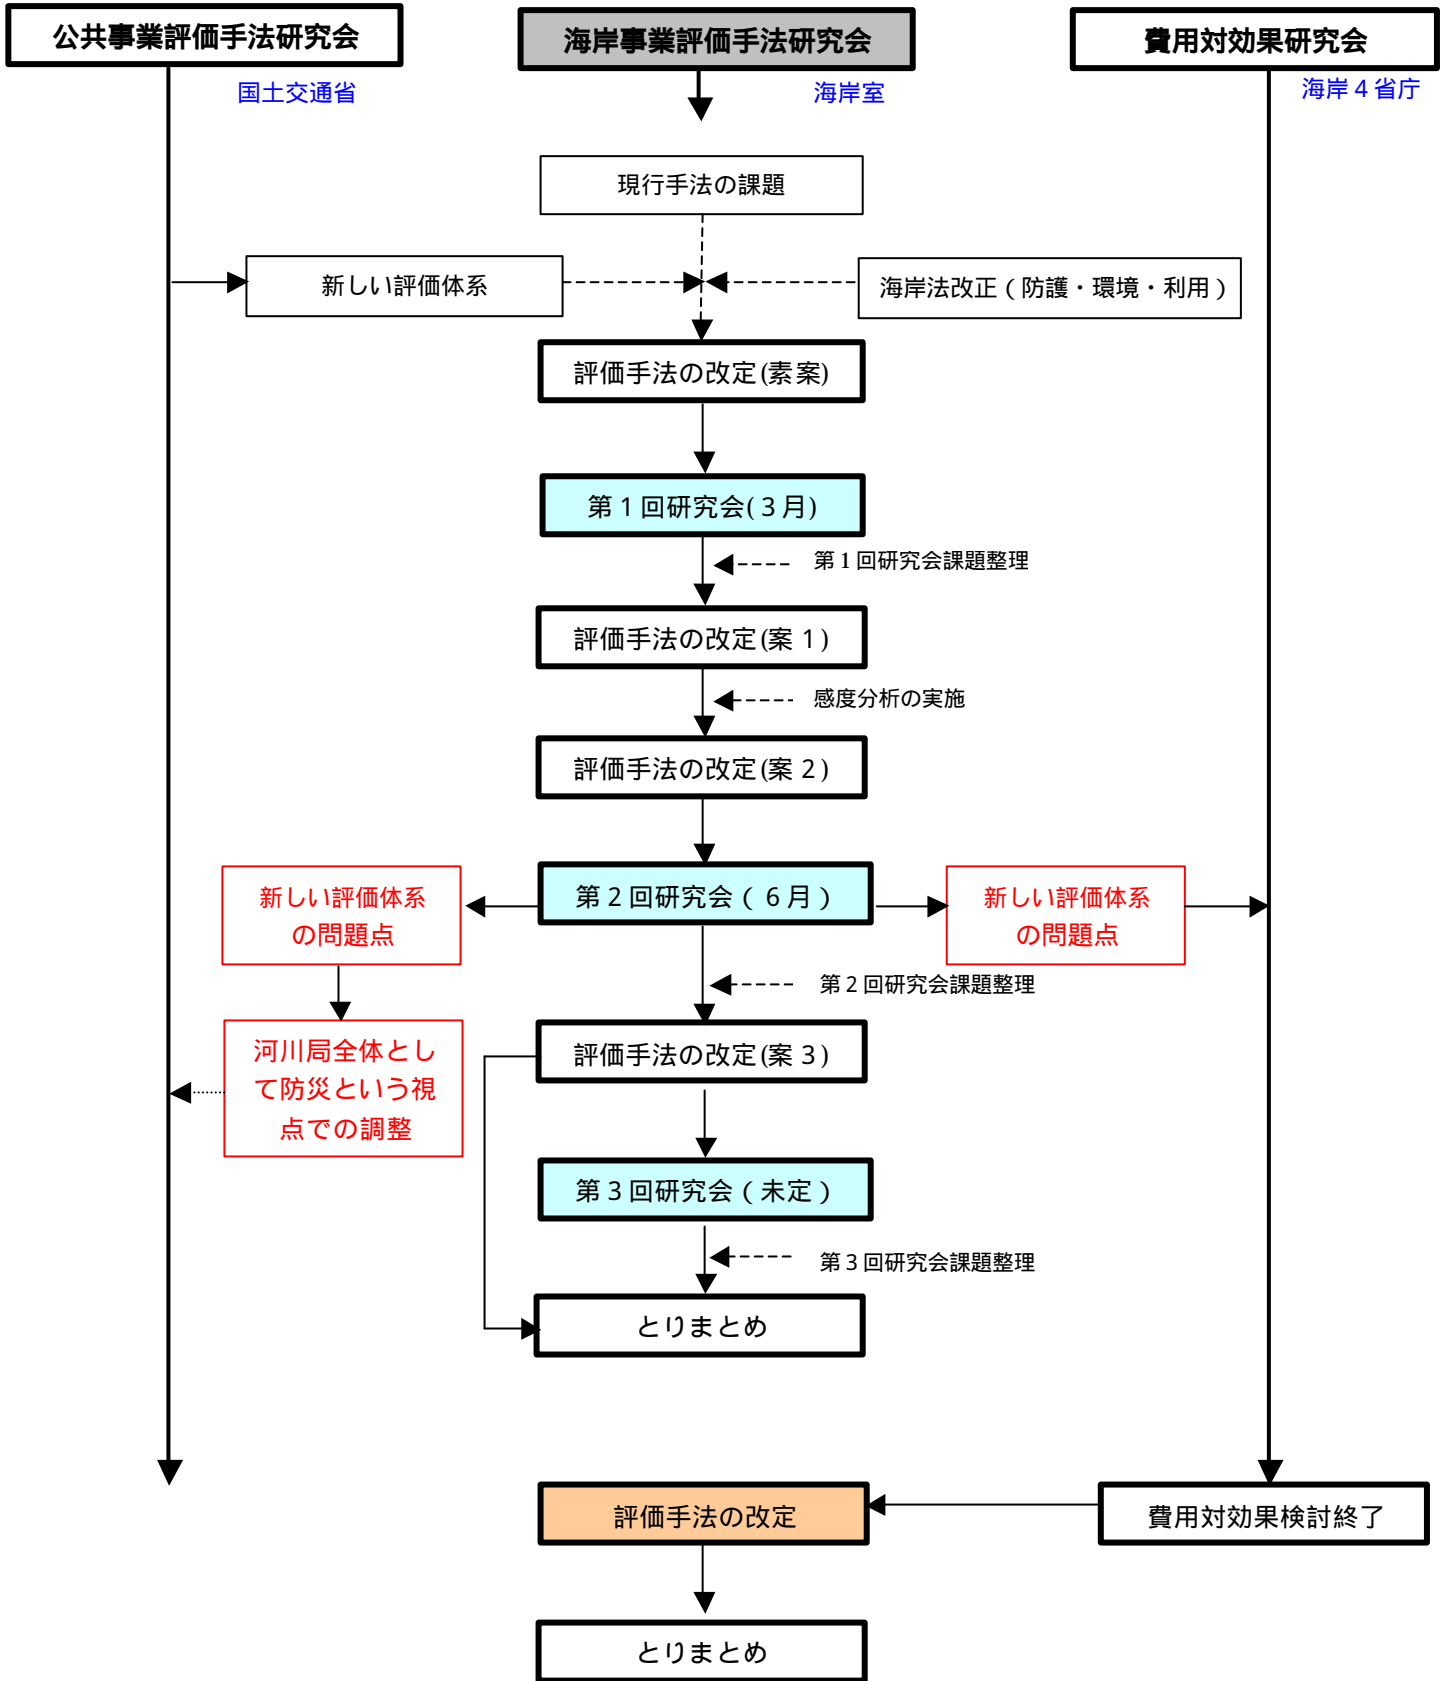 公共事業評価手法研究会
海岸事業評価手法研究会
費用対効果研究会
国土交通省
海岸室
海岸４省庁
現行手法の課題
新しい評価体系
海岸法改正（防護・環境・利用）
評価手法の改定(素案)
第１回研究会(３月)
第１回研究会課題整理
評価手法の改定(案１)
感度分析の実施
評価手法の改定(案２)
新しい評価体系
の問題点
第２回研究会（６月）
新しい評価体系
の問題点
第２回研究会課題整理
河川局全体とし
て防災という視
点での調整
評価手法の改定(案３)
第３回研究会（未定）
第３回研究会課題整理
とりまとめ
評価手法の改定
費用対効果検討終了
とりまとめ